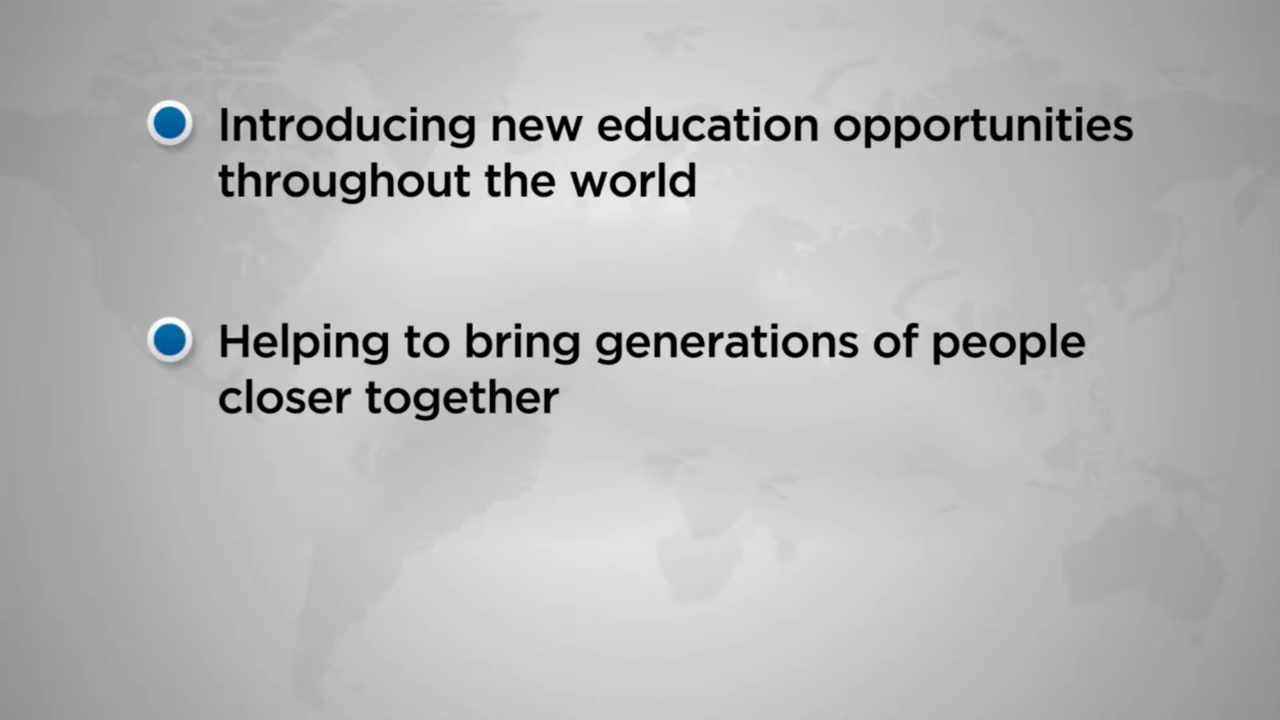 Introducing new education opportunities
throughout the world
Helping to bring generations of people
closer together